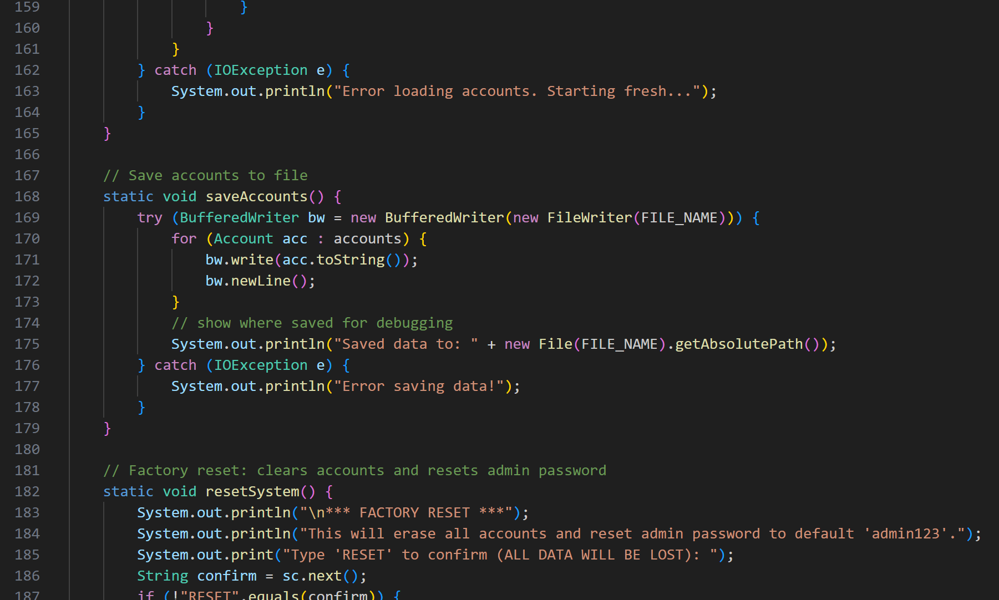 159 }
160 }
161 }
162 } catch (IOException e) {
163 System.out.println("Error loading accounts. Starting fresh...");
164 }
165 }
166
167 // Save accounts to file
168 static void saveAccounts() {
169 try (BufferedWriter bw = new BufferedWriter(new FileWriter(FILE_NAME))) {
170 for (Account acc : accounts) {
171 bw.write(acc.toString());
172 bw.newLine();
173 }
174 // show where saved for debugging
175 System.out.println("Saved data to: " + new File(FILE_NAME).getAbsolutePath());
176 } catch (IOException e) {
177 System.out.println("Error saving data!");
178 }
179 }
180
181 // Factory reset: clears accounts and resets admin password
182 static void resetSystem() {
183 System.out.println("\n*** FACTORY RESET ***");
184 System.out.println("This will erase all accounts and reset admin password to default 'admin123'.");
185 System.out.print("Type 'RESET' to confirm (ALL DATA WILL BE LOST): ");
186 String confirm = sc.next();
187 if (!"RESET".equals(confirm)) {